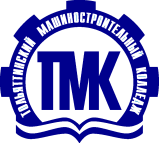 ТОЛЬЯТТИНСКИЙ МАШИНОСТРОИТЕЛЬНЫЙ КОЛЛЕДЖ
ТМК